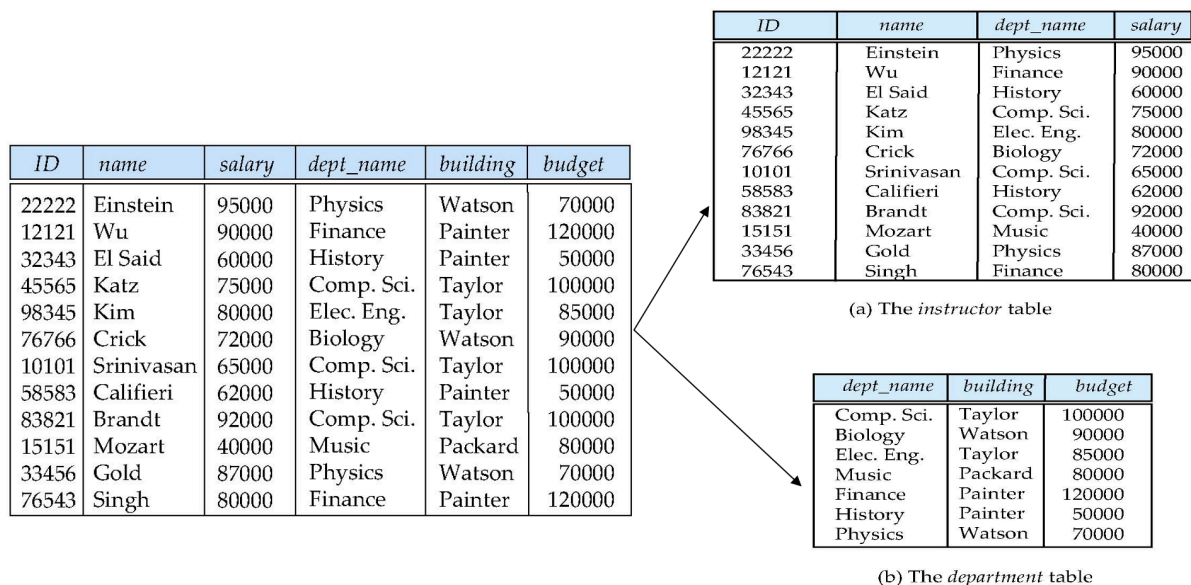 ID name salary dept_name building budget
22222 Einstein 95000 Physics Watson 70000
12121 Wu 90000 Finance Painter 120000
32343 El Said 60000 History Painter 50000
45565 Katz 75000 Comp. Sci. Taylor 100000
98345 Kim 80000 Elec. Eng. Taylor 85000
76766 Crick 72000 Biology Watson 90000
10101 Srinivasan 65000 Comp. Sci. Taylor 100000
58583 Califieri 62000 History Painter 50000
83821 Brandt 92000 Comp. Sci. Taylor 100000
15151 Mozart 40000 Music Packard 80000
33456 Gold 87000 Physics Watson 70000
76543 Singh 80000 Finance Painter 120000
ID name dept_name salary
22222 Einstein Physics 95000
12121 Wu Finance 90000
32343 El Said History 60000
45565 Katz Comp. Sci. 75000
98345 Kim Elec. Eng. 80000
76766 Crick Biology 72000
10101 Srinivasan Comp. Sci. 65000
58583 Califieri History 62000
83821 Brandt Comp. Sci. 92000
15151 Mozart Music 40000
33456 Gold Physics 87000
76543 Singh Finance 80000
(a) The instructor table
dept_name building budget
Comp. Sci. Taylor 100000
Biology Watson 90000
Elec. Eng. Taylor 85000
Music Packard 80000
Finance Painter 120000
History Painter 50000
Physics Watson 70000
(b) The department table